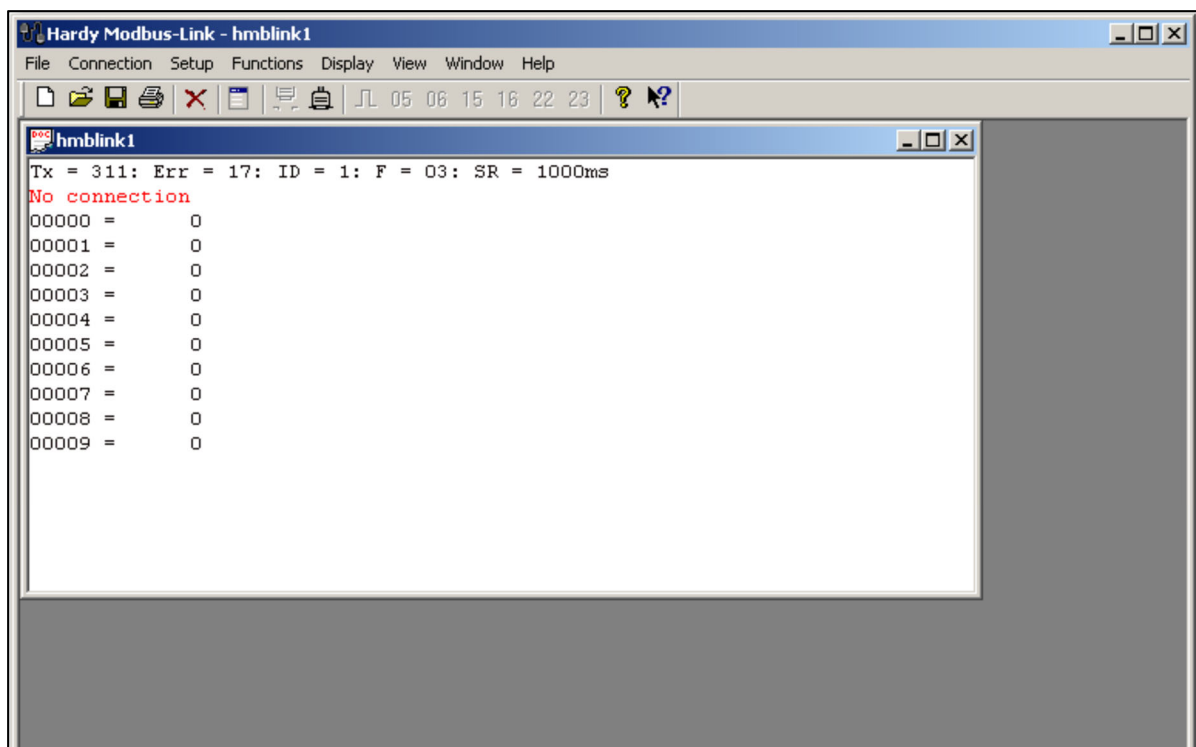 Hardy Modbus-Link - hmblink1
File Connection Setup Functions Display View Window Help
05 06 15 16 22 23
hmblink1
Tx = 311: Err = 17: ID = 1: F = 03: SR = 1000ms
No connection
00000 = 0
00001 = 0
00002 = 0
00003 = 0
00004 = 0
00005 = 0
00006 = 0
00007 = 0
00008 = 0
00009 = 0